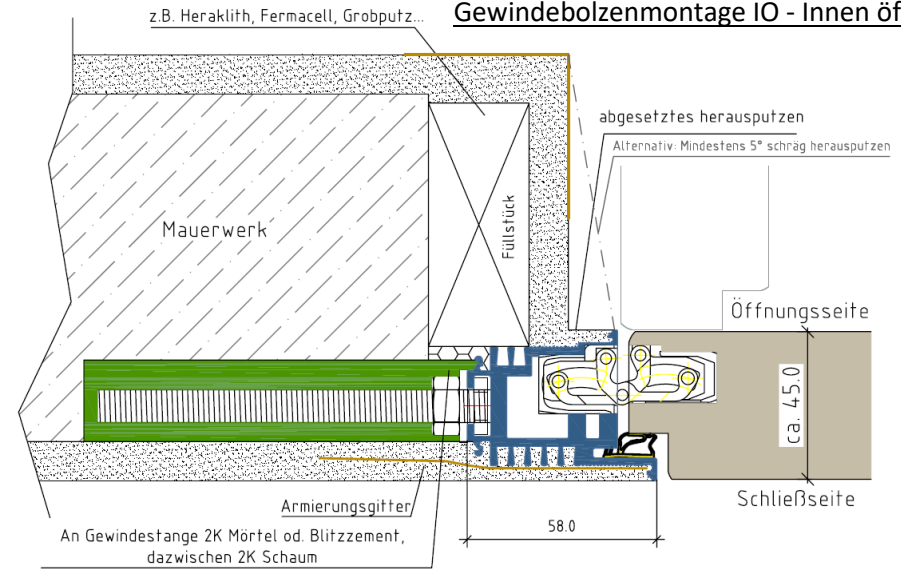 z.B. Heraklith, Fermacell, Grobputz...
Gewindebolzenmontage IO - Innen öf
abgesetztes herausputzen
Alternativ: Mindestens 5° schräg herausputzen
Mauerwerk
Füllstück
Öffnungsseite
ca. 45.0
Schließseite
Armierungsgitter
An Gewindestange 2K Mörtel od. Blitzzement,
dazwischen 2K Schaum
58.0